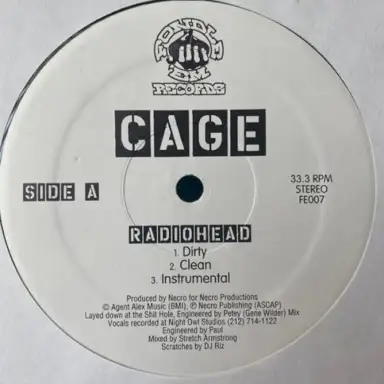 FONDLE
'EM
RECORDS
CAGE
SIDE A
33.3 RPM
STEREO
FE007
RADIOHEAD
1. Dirty
2. Clean
3. Instrumental
Produced by Necro for Necro Productions
© Agent Alex Music (BMI), ℗ Necro Publishing (ASCAP)
Layed down at the Shit Hole, Engineered by Petey (Gene Wilder) Mix
Vocals recorded at Night Owl Studios (212) 714-1122
Engineered by Paul
Mixed by Stretch Armstrong
Scratches by DJ Riz